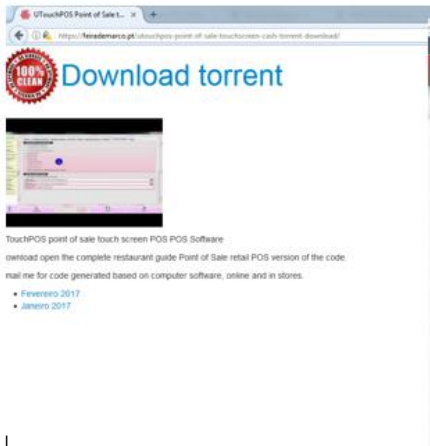 UTouchPOS Point of Sale t...
https://feirademarco.pt/utouchpos-point-of-sale-touchscreen-cash-torrent-download/
100%
CLEAN
Download torrent
TouchPOS point of sale touch screen POS POS Software
ownload open the complete restaurant guide Point of Sale retail POS version of the code
mail me for code generated based on computer software, online and in stores.
Fevereiro 2017
Janeiro 2017